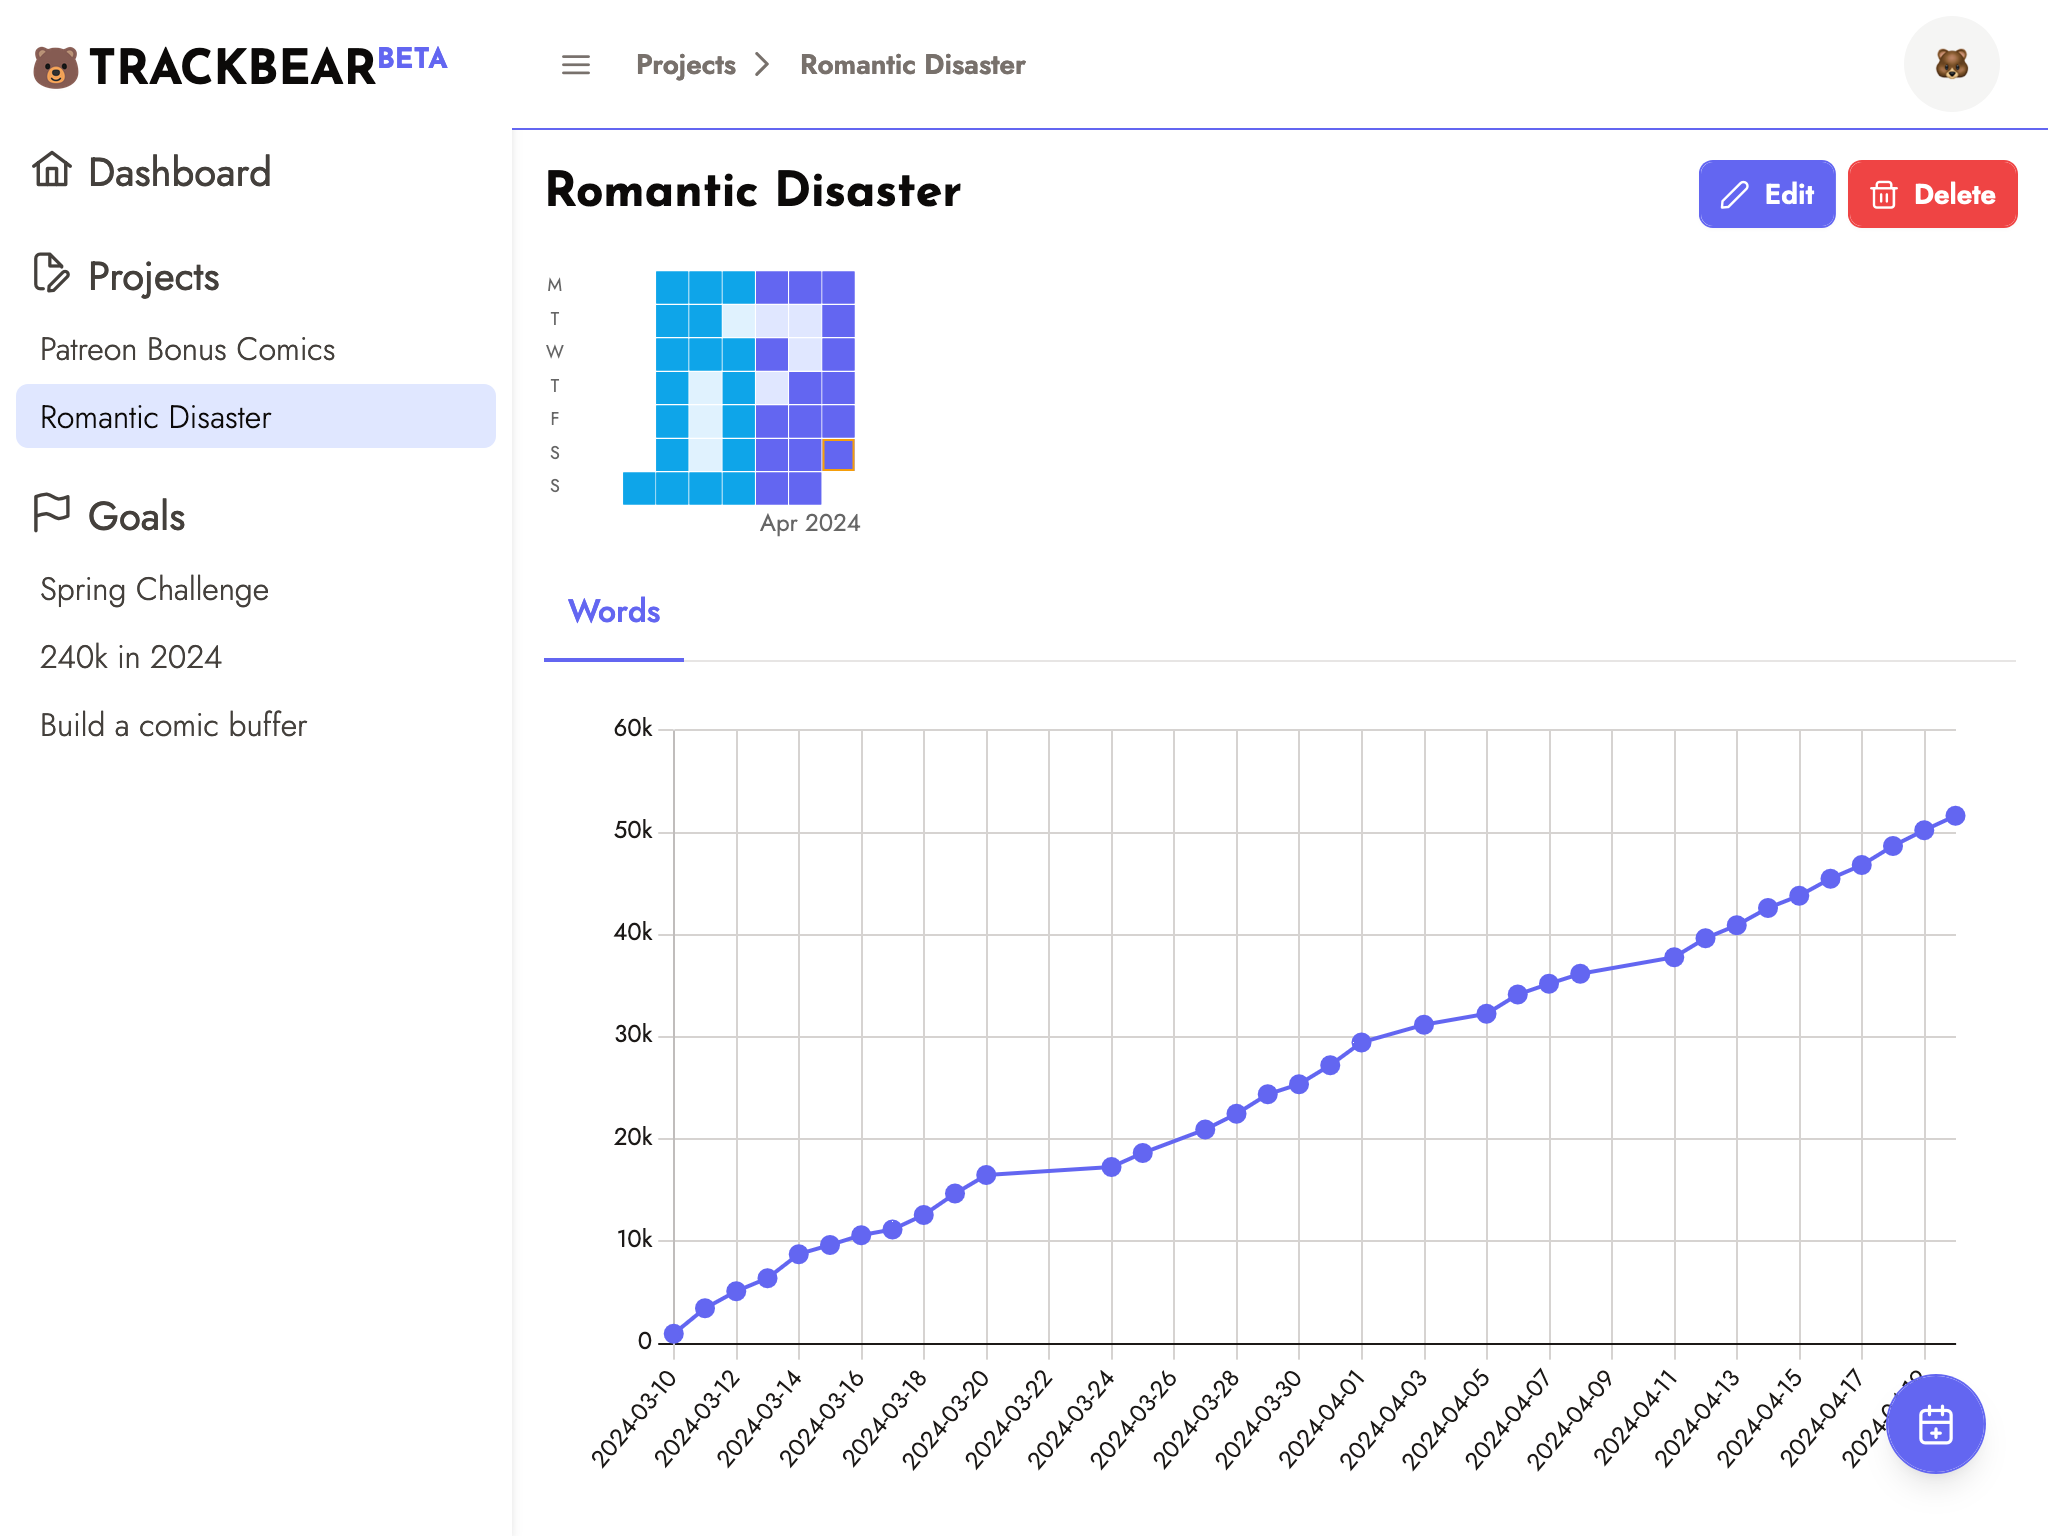 TRACKBEAR BETA
Projects
Romantic Disaster
Dashboard
Projects
Patreon Bonus Comics
Romantic Disaster
Goals
Spring Challenge
240k in 2024
Build a comic buffer
Romantic Disaster
Edit
Delete
M
T
W
T
F
S
S
Apr 2024
Words
60k
50k
40k
30k
20k
10k
0
2024-03-10
2024-03-12
2024-03-14
2024-03-16
2024-03-18
2024-03-20
2024-03-22
2024-03-24
2024-03-26
2024-03-28
2024-03-30
2024-04-01
2024-04-03
2024-04-05
2024-04-07
2024-04-09
2024-04-11
2024-04-13
2024-04-15
2024-04-17